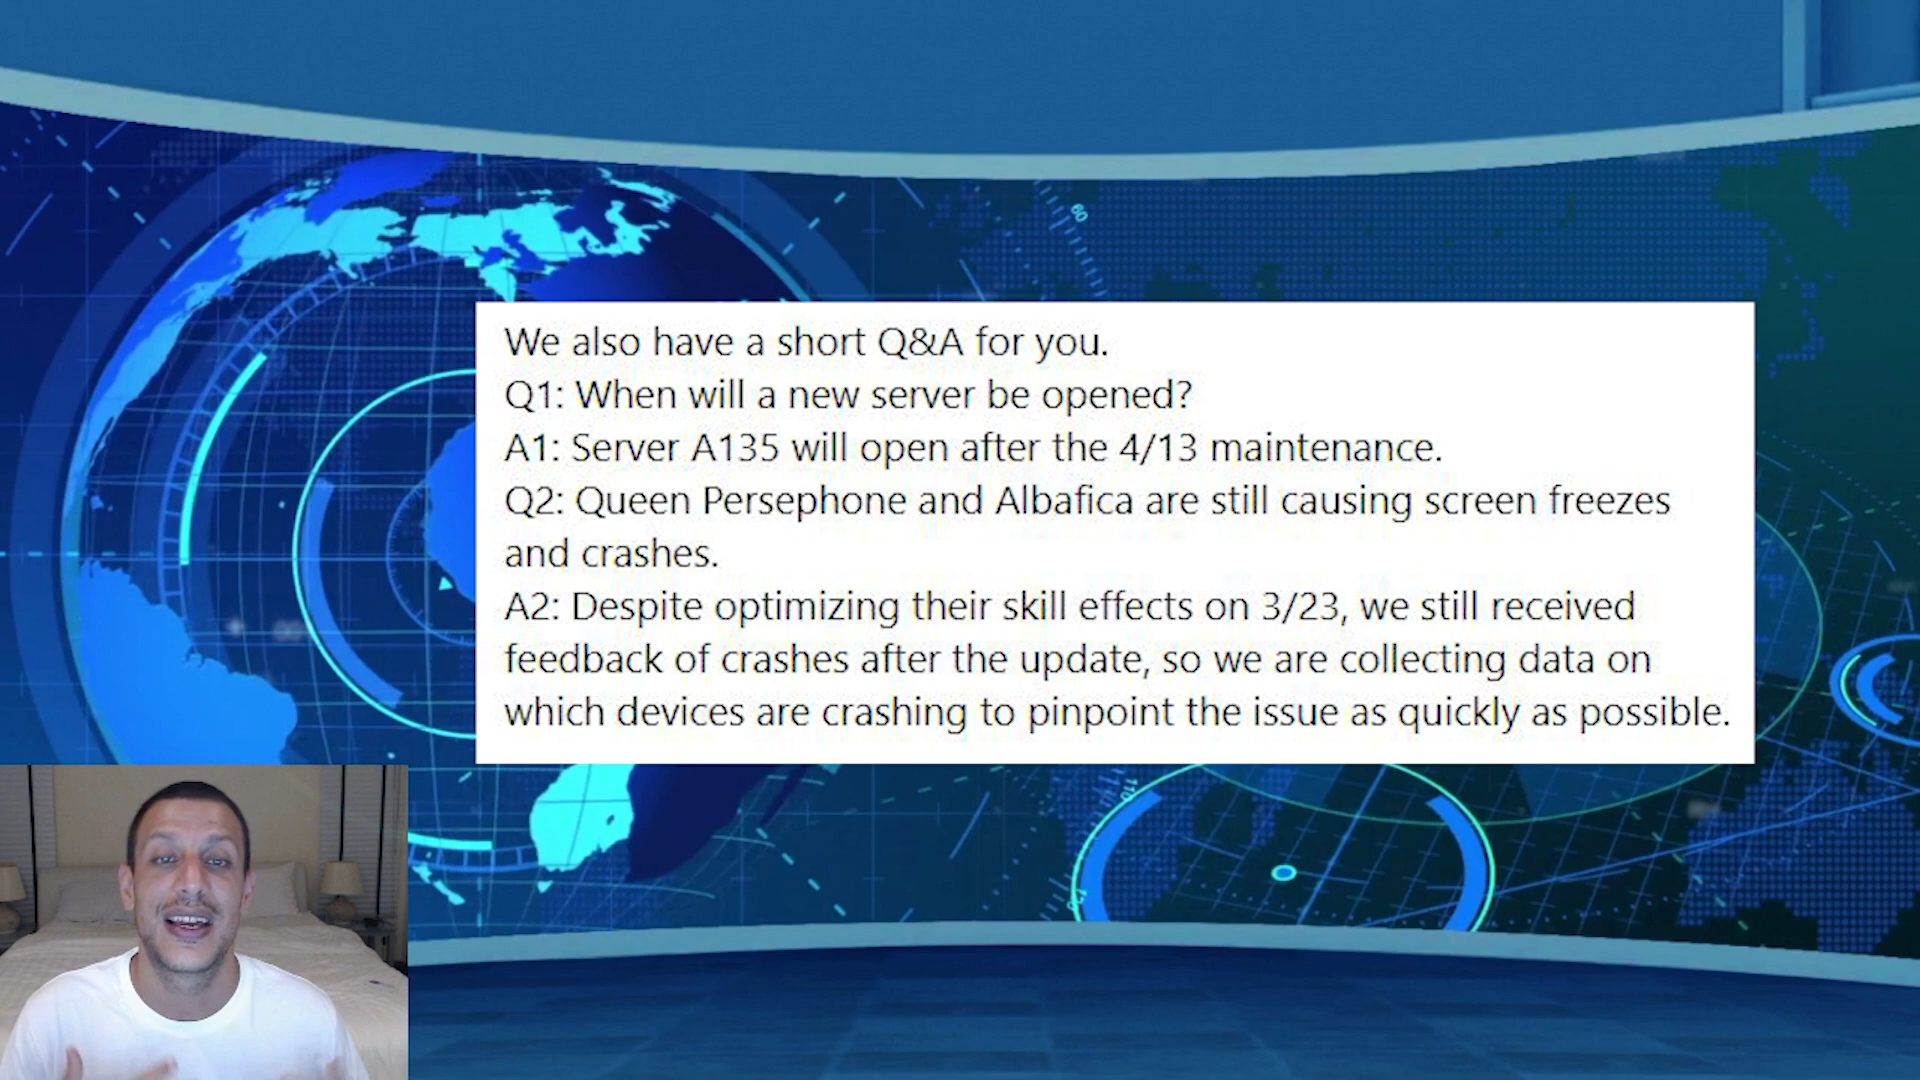 60
We also have a short Q&A for you.
Q1: When will a new server be opened?
A1: Server A135 will open after the 4/13 maintenance.
Q2: Queen Persephone and Albafica are still causing screen freezes
and crashes.
A2: Despite optimizing their skill effects on 3/23, we still received
feedback of crashes after the update, so we are collecting data on
which devices are crashing to pinpoint the issue as quickly as possible.
110